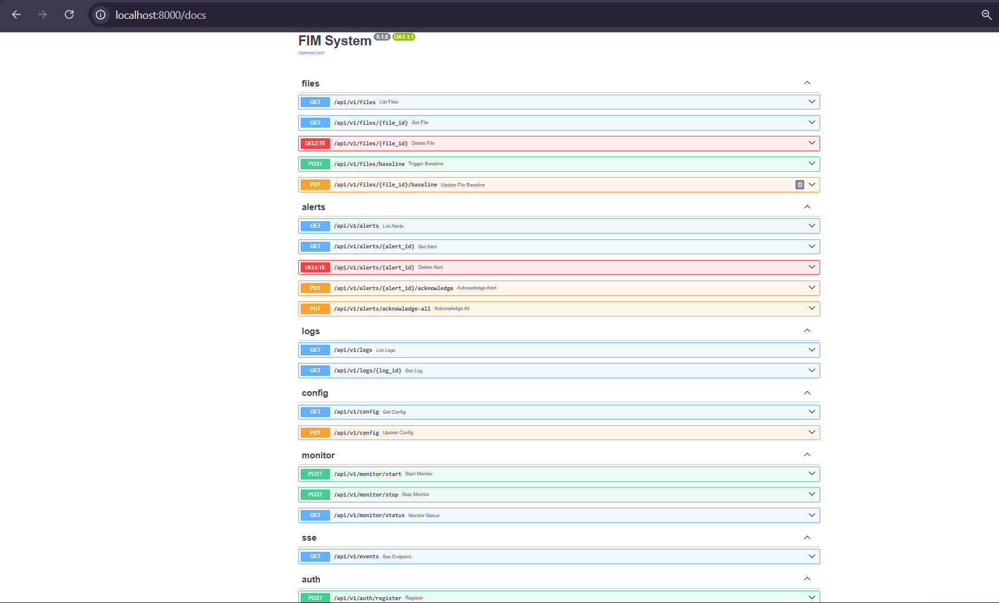 localhost:8000/docs
FIM System 0.1.0 OAS 3.1
/openapi.json
files
GET /api/v1/files List Files
GET /api/v1/files/{file_id} Get File
DELETE /api/v1/files/{file_id} Delete File
POST /api/v1/files/baseline Trigger Baseline
PUT /api/v1/files/{file_id}/baseline Update File Baseline
alerts
GET /api/v1/alerts List Alerts
GET /api/v1/alerts/{alert_id} Get Alert
DELETE /api/v1/alerts/{alert_id} Delete Alert
PUT /api/v1/alerts/{alert_id}/acknowledge Acknowledge Alert
PUT /api/v1/alerts/acknowledge-all Acknowledge All
logs
GET /api/v1/logs List Logs
GET /api/v1/logs/{log_id} Get Log
config
GET /api/v1/config Get Config
PUT /api/v1/config Update Config
monitor
POST /api/v1/monitor/start Start Monitor
POST /api/v1/monitor/stop Stop Monitor
GET /api/v1/monitor/status Monitor Status
sse
GET /api/v1/events Sse Endpoint
auth
POST /api/v1/auth/register Register